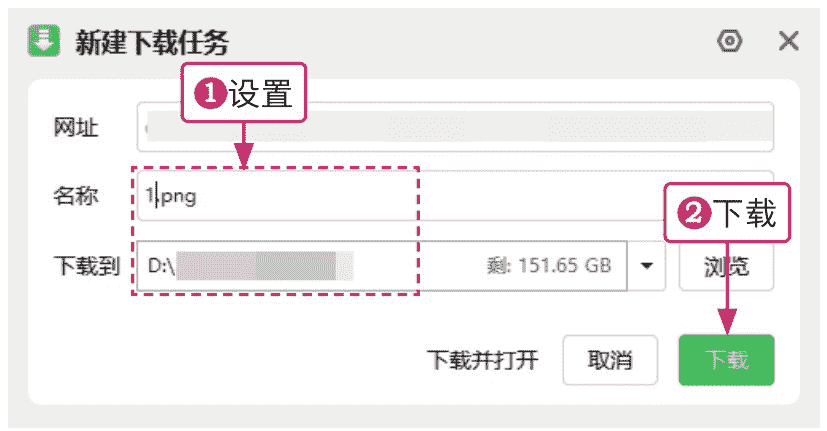 新建下载任务
❶设置
网址
名称
1.png
❷下载
下载到
D:\
剩: 151.65 GB
浏览
下载并打开
取消
下载